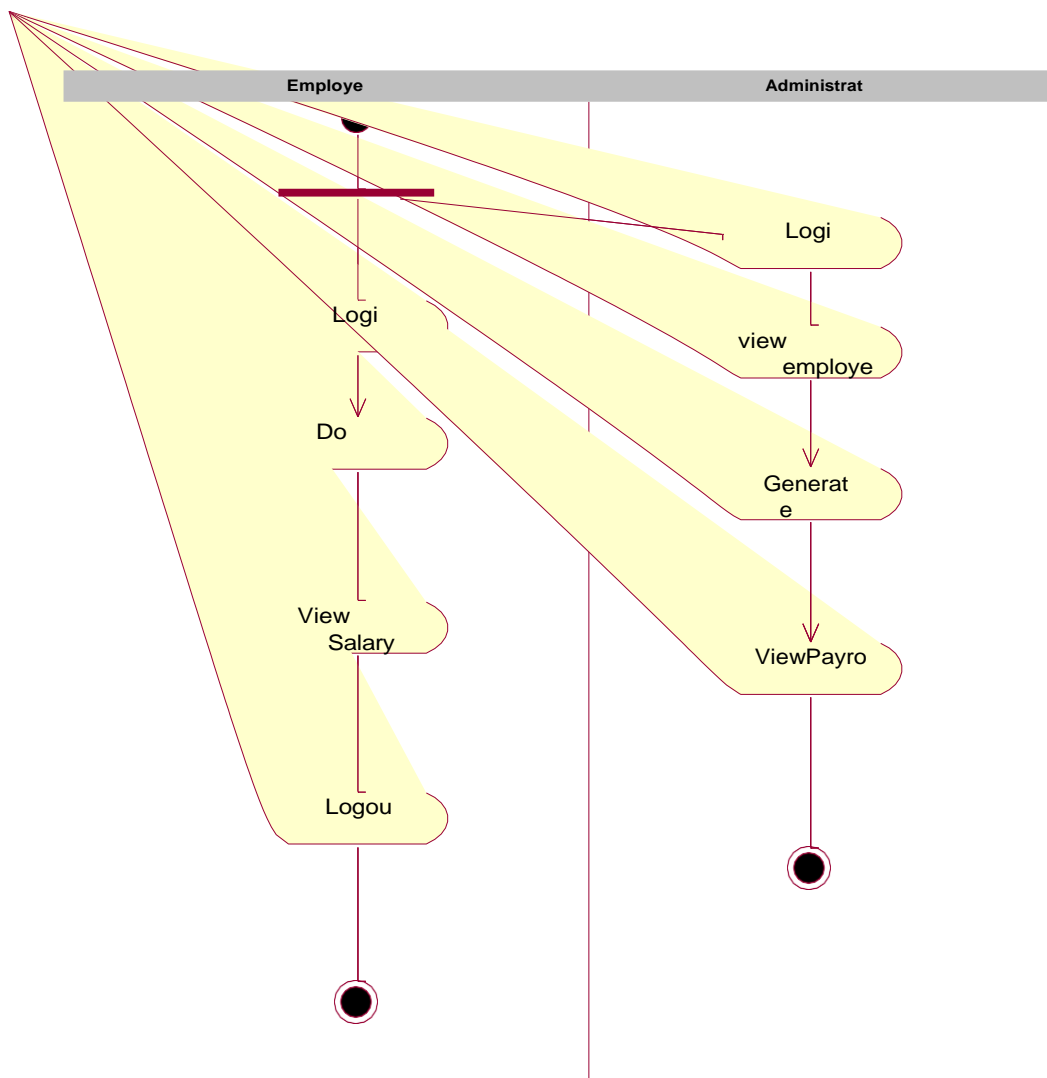 Employe
Administrat
Logi
Logi
view
employe
Do
Generat
e
View
Salary
ViewPayro
Logou